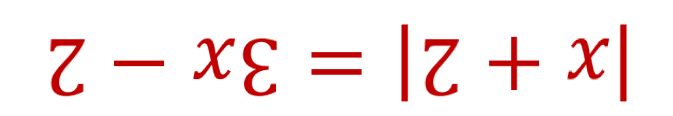 |x + 2| = 3x − 2